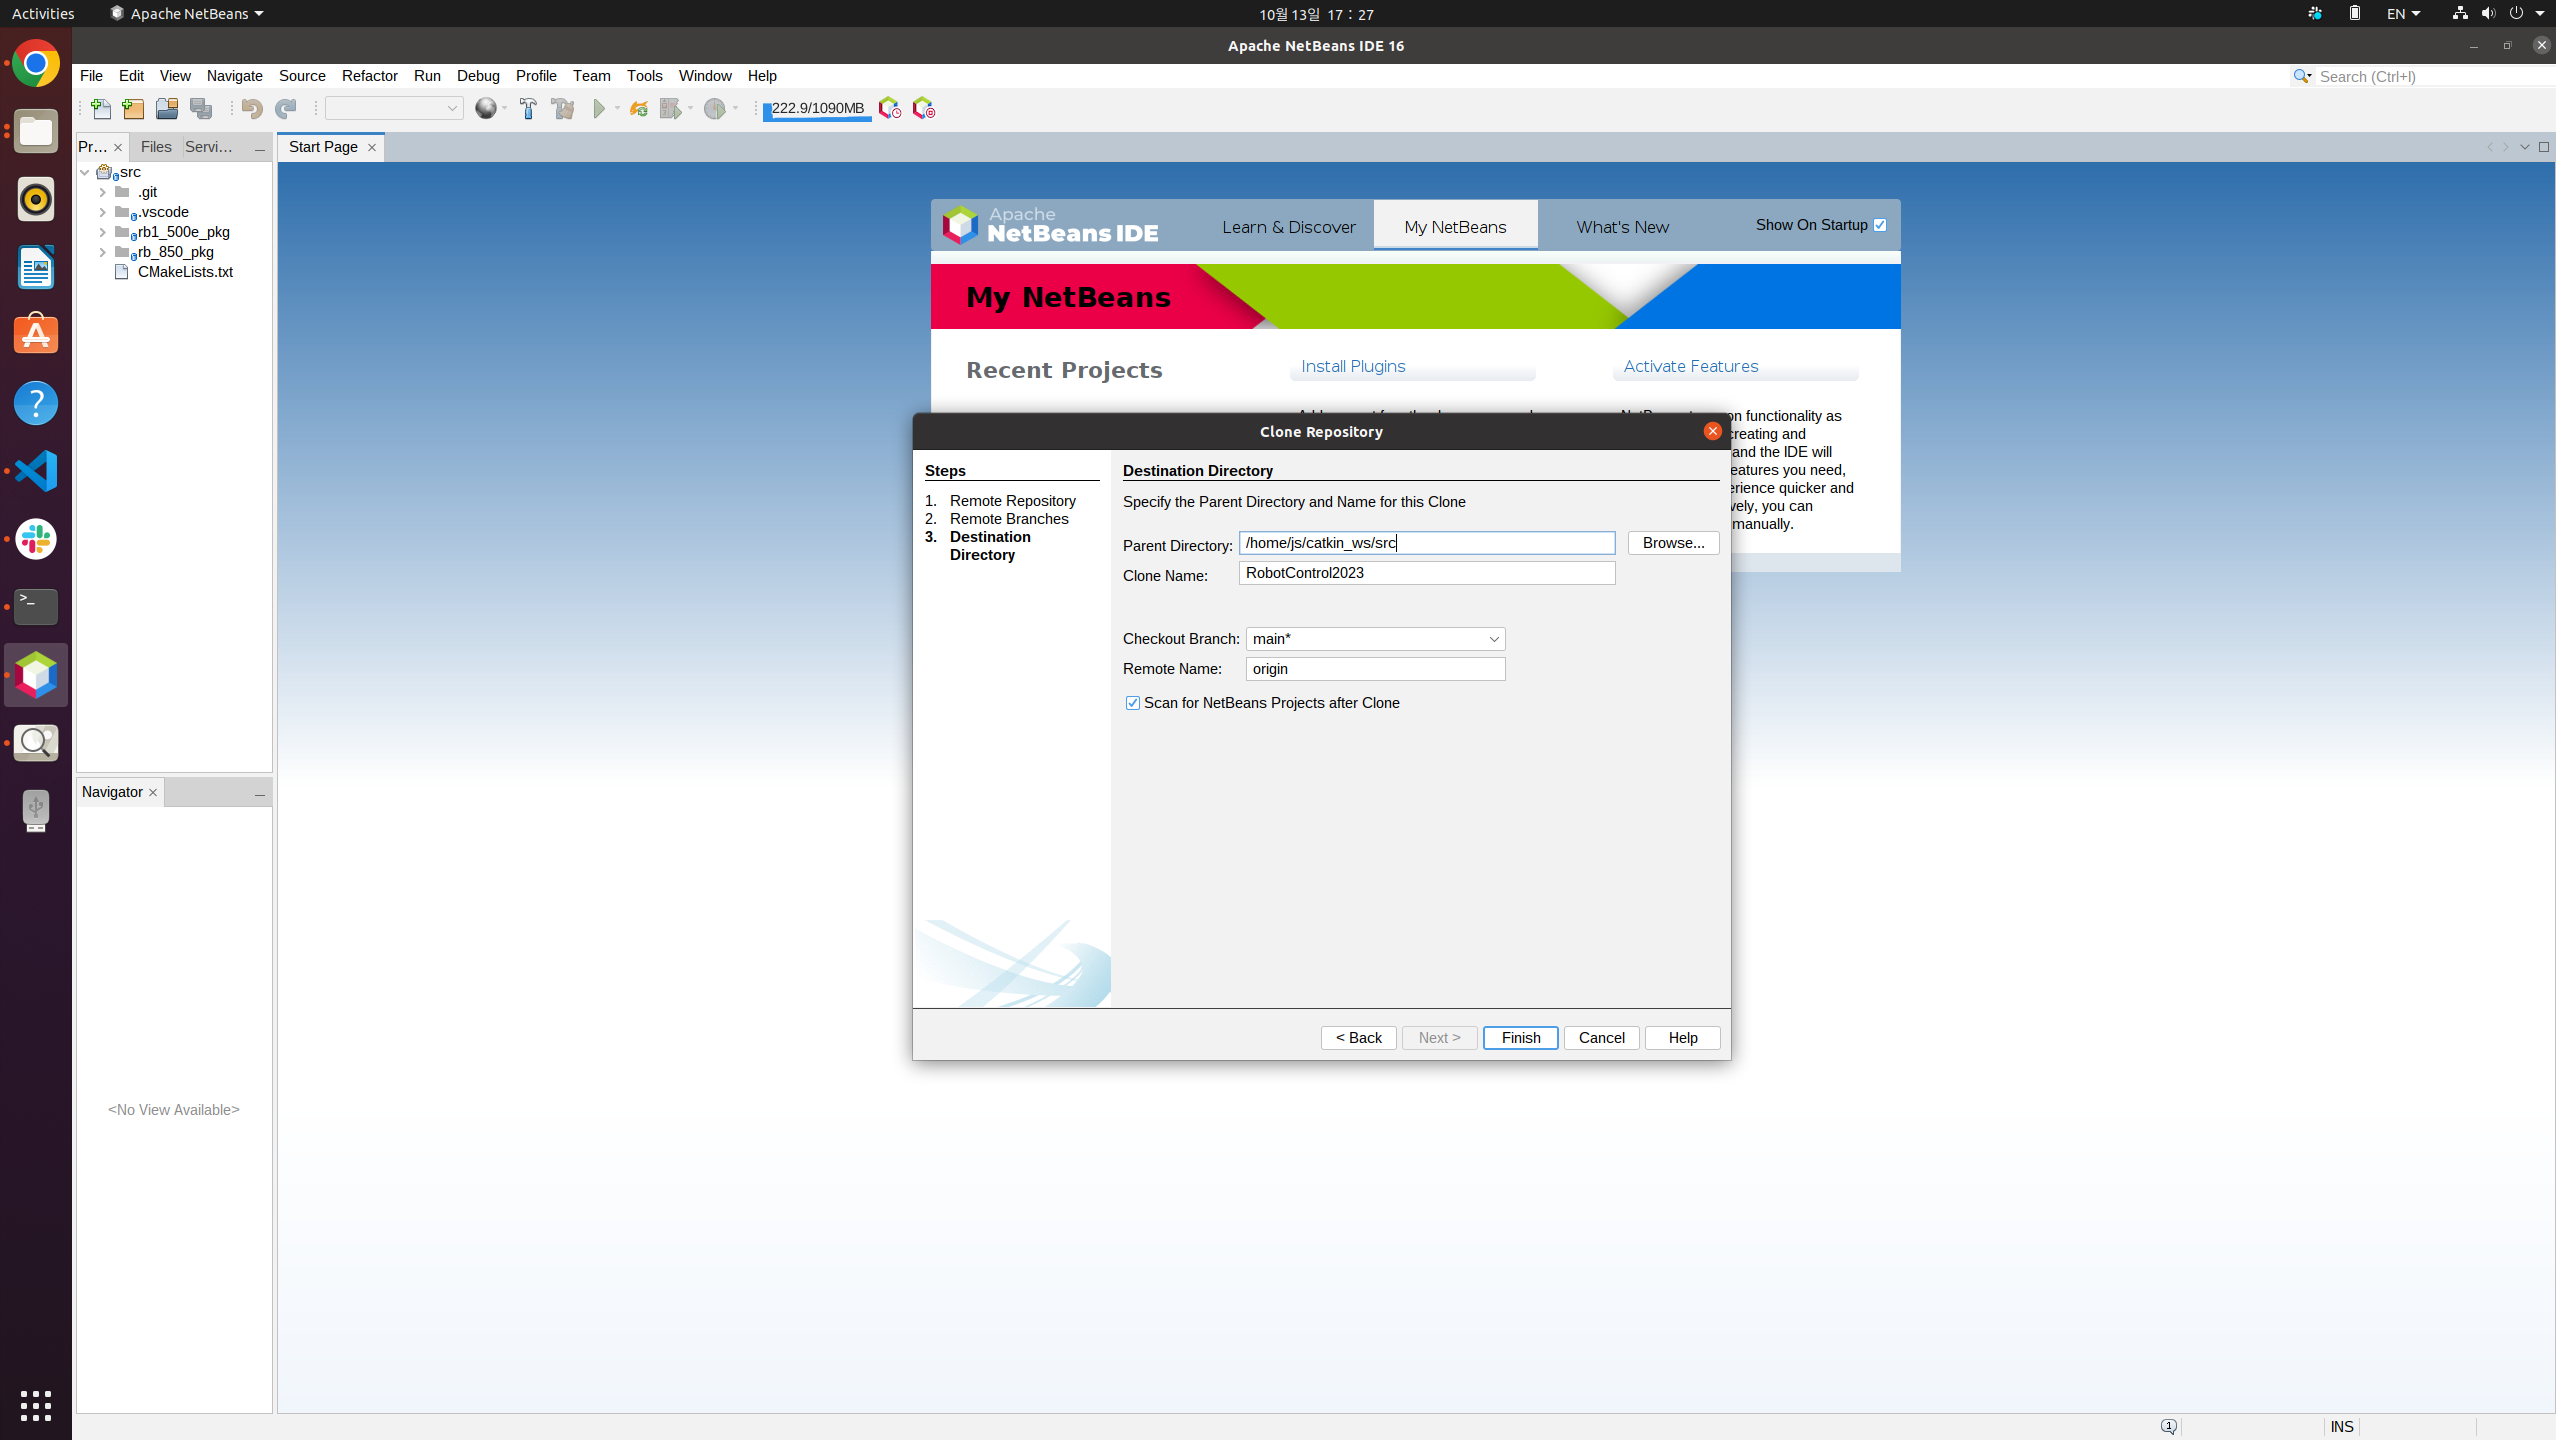 Activities
Apache NetBeans
10월 13일 17：27
EN
Apache NetBeans IDE 16
File Edit View Navigate Source Refactor Run Debug Profile Team Tools Window Help
Search (Ctrl+I)
222.9/1090MB
Pr... Files Servi...
Start Page
src
.git
.vscode
rb1_500e_pkg
rb_850_pkg
CMakeLists.txt
Apache
NetBeans IDE
Learn & Discover
My NetBeans
What's New
Show On Startup
My NetBeans
Recent Projects
Install Plugins
Activate Features
on functionality as
creating and
and the IDE will
eatures you need,
erience quicker and
vely, you can
manually.
Clone Repository
Steps
1. Remote Repository
2. Remote Branches
3. Destination
Directory
Destination Directory
Specify the Parent Directory and Name for this Clone
Parent Directory: /home/js/catkin_ws/src Browse...
Clone Name: RobotControl2023
Checkout Branch: main*
Remote Name: origin
Scan for NetBeans Projects after Clone
< Back Next > Finish Cancel Help
Navigator
<No View Available>
1
INS